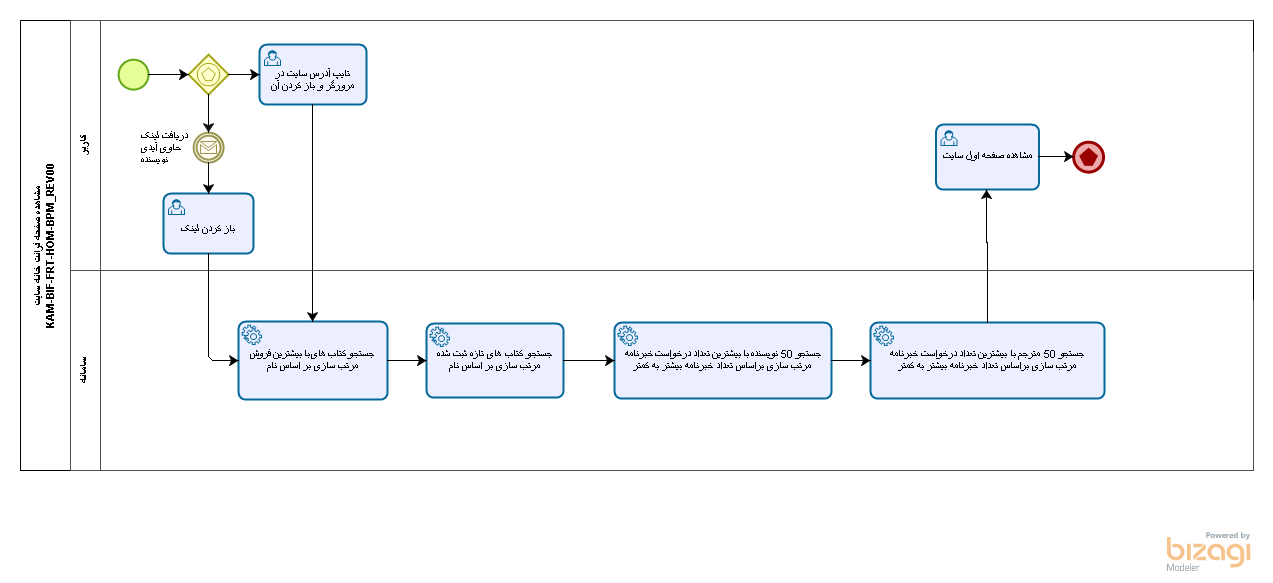 مشاهده صفحه فرانت خانه سایت
KAM-BIF-FRT-HOM-BPM_REV00
کاربر
تایپ آدرس سایت در
مرورگر و باز کردن آن
دریافت لینک
حاوی آیدی
نویسنده
باز کردن لینک
مشاهده صفحه اول سایت
سامانه
جستجو کتاب های با بیشترین فروش
مرتب سازی بر اساس نام
جستجو کتاب های تازه ثبت شده
مرتب سازی بر اساس نام
جستجو 50 نویسنده با بیشترین تعداد درخواست خبرنامه
مرتب سازی براساس تعداد خبرنامه بیشتر به کمتر
جستجو 50 مترجم با بیشترین تعداد درخواست خبرنامه
مرتب سازی براساس تعداد خبرنامه بیشتر به کمتر
Powered by
bizagi
Modeler